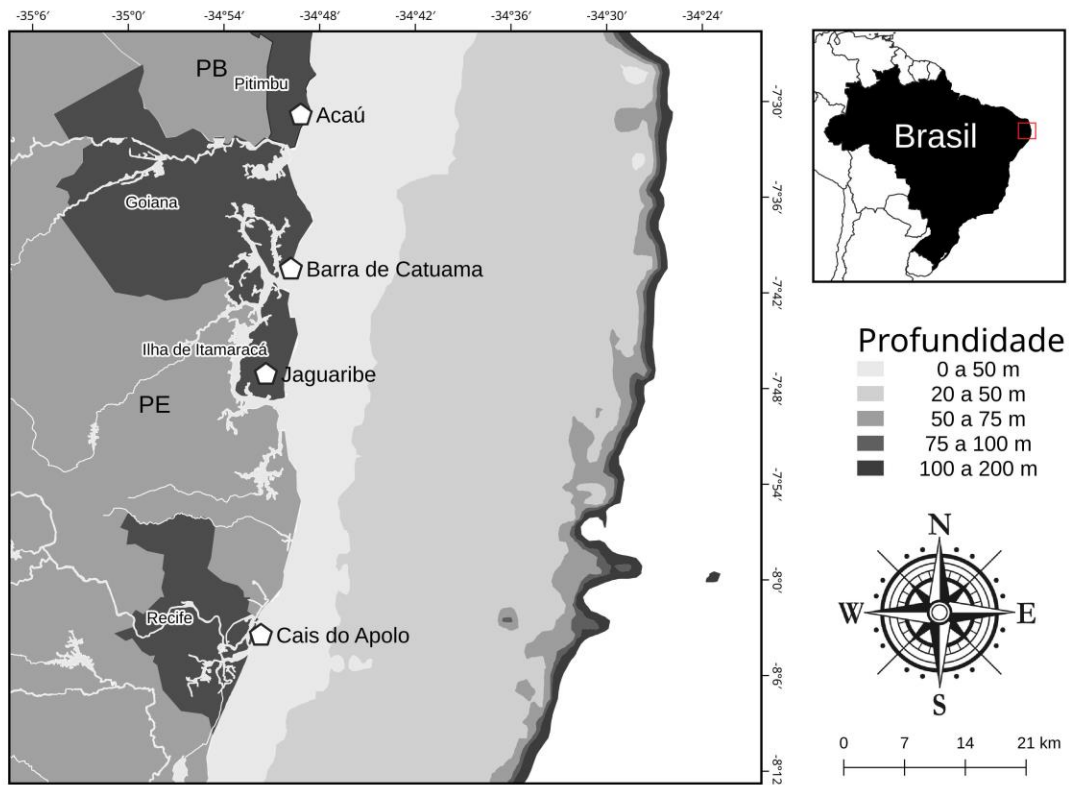 -35°6′ -35°0′ -34°54′ -34°48′ -34°42′ -34°36′ -34°30′ -34°24′
PB
Pitimbu
Acaú
-7°30′
Goiana
-7°36′
Barra de Catuama
-7°42′
Ilha de Itamaracá
Jaguaribe
-7°48′
PE
-7°54′
-8°0′
Recife
Cais do Apolo
-8°6′
-8°12′
Brasil
Profundidade
0 a 50 m
20 a 50 m
50 a 75 m
75 a 100 m
100 a 200 m
N
W E
S
0 7 14 21 km